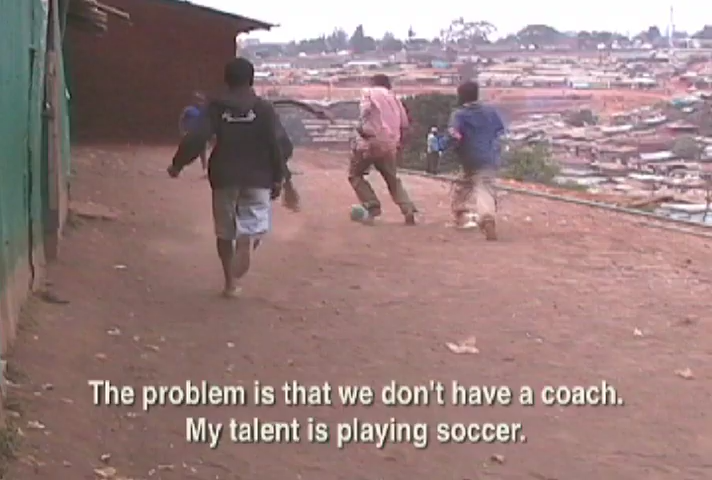 The problem is that we don't have a coach.
My talent is playing soccer.